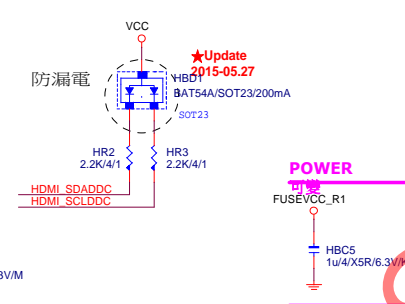 VCC
★Update
2015-05.27
防漏電
HBD1
BAT54A/SOT23/200mA
SOT23
HR2
2.2K/4/1
HR3
2.2K/4/1
HDMI_SDADDC
HDMI_SCLDDC
POWER
可變
FUSEVCC_R1
HBC5
1u/4/X5R/6.3V/K
3V/M